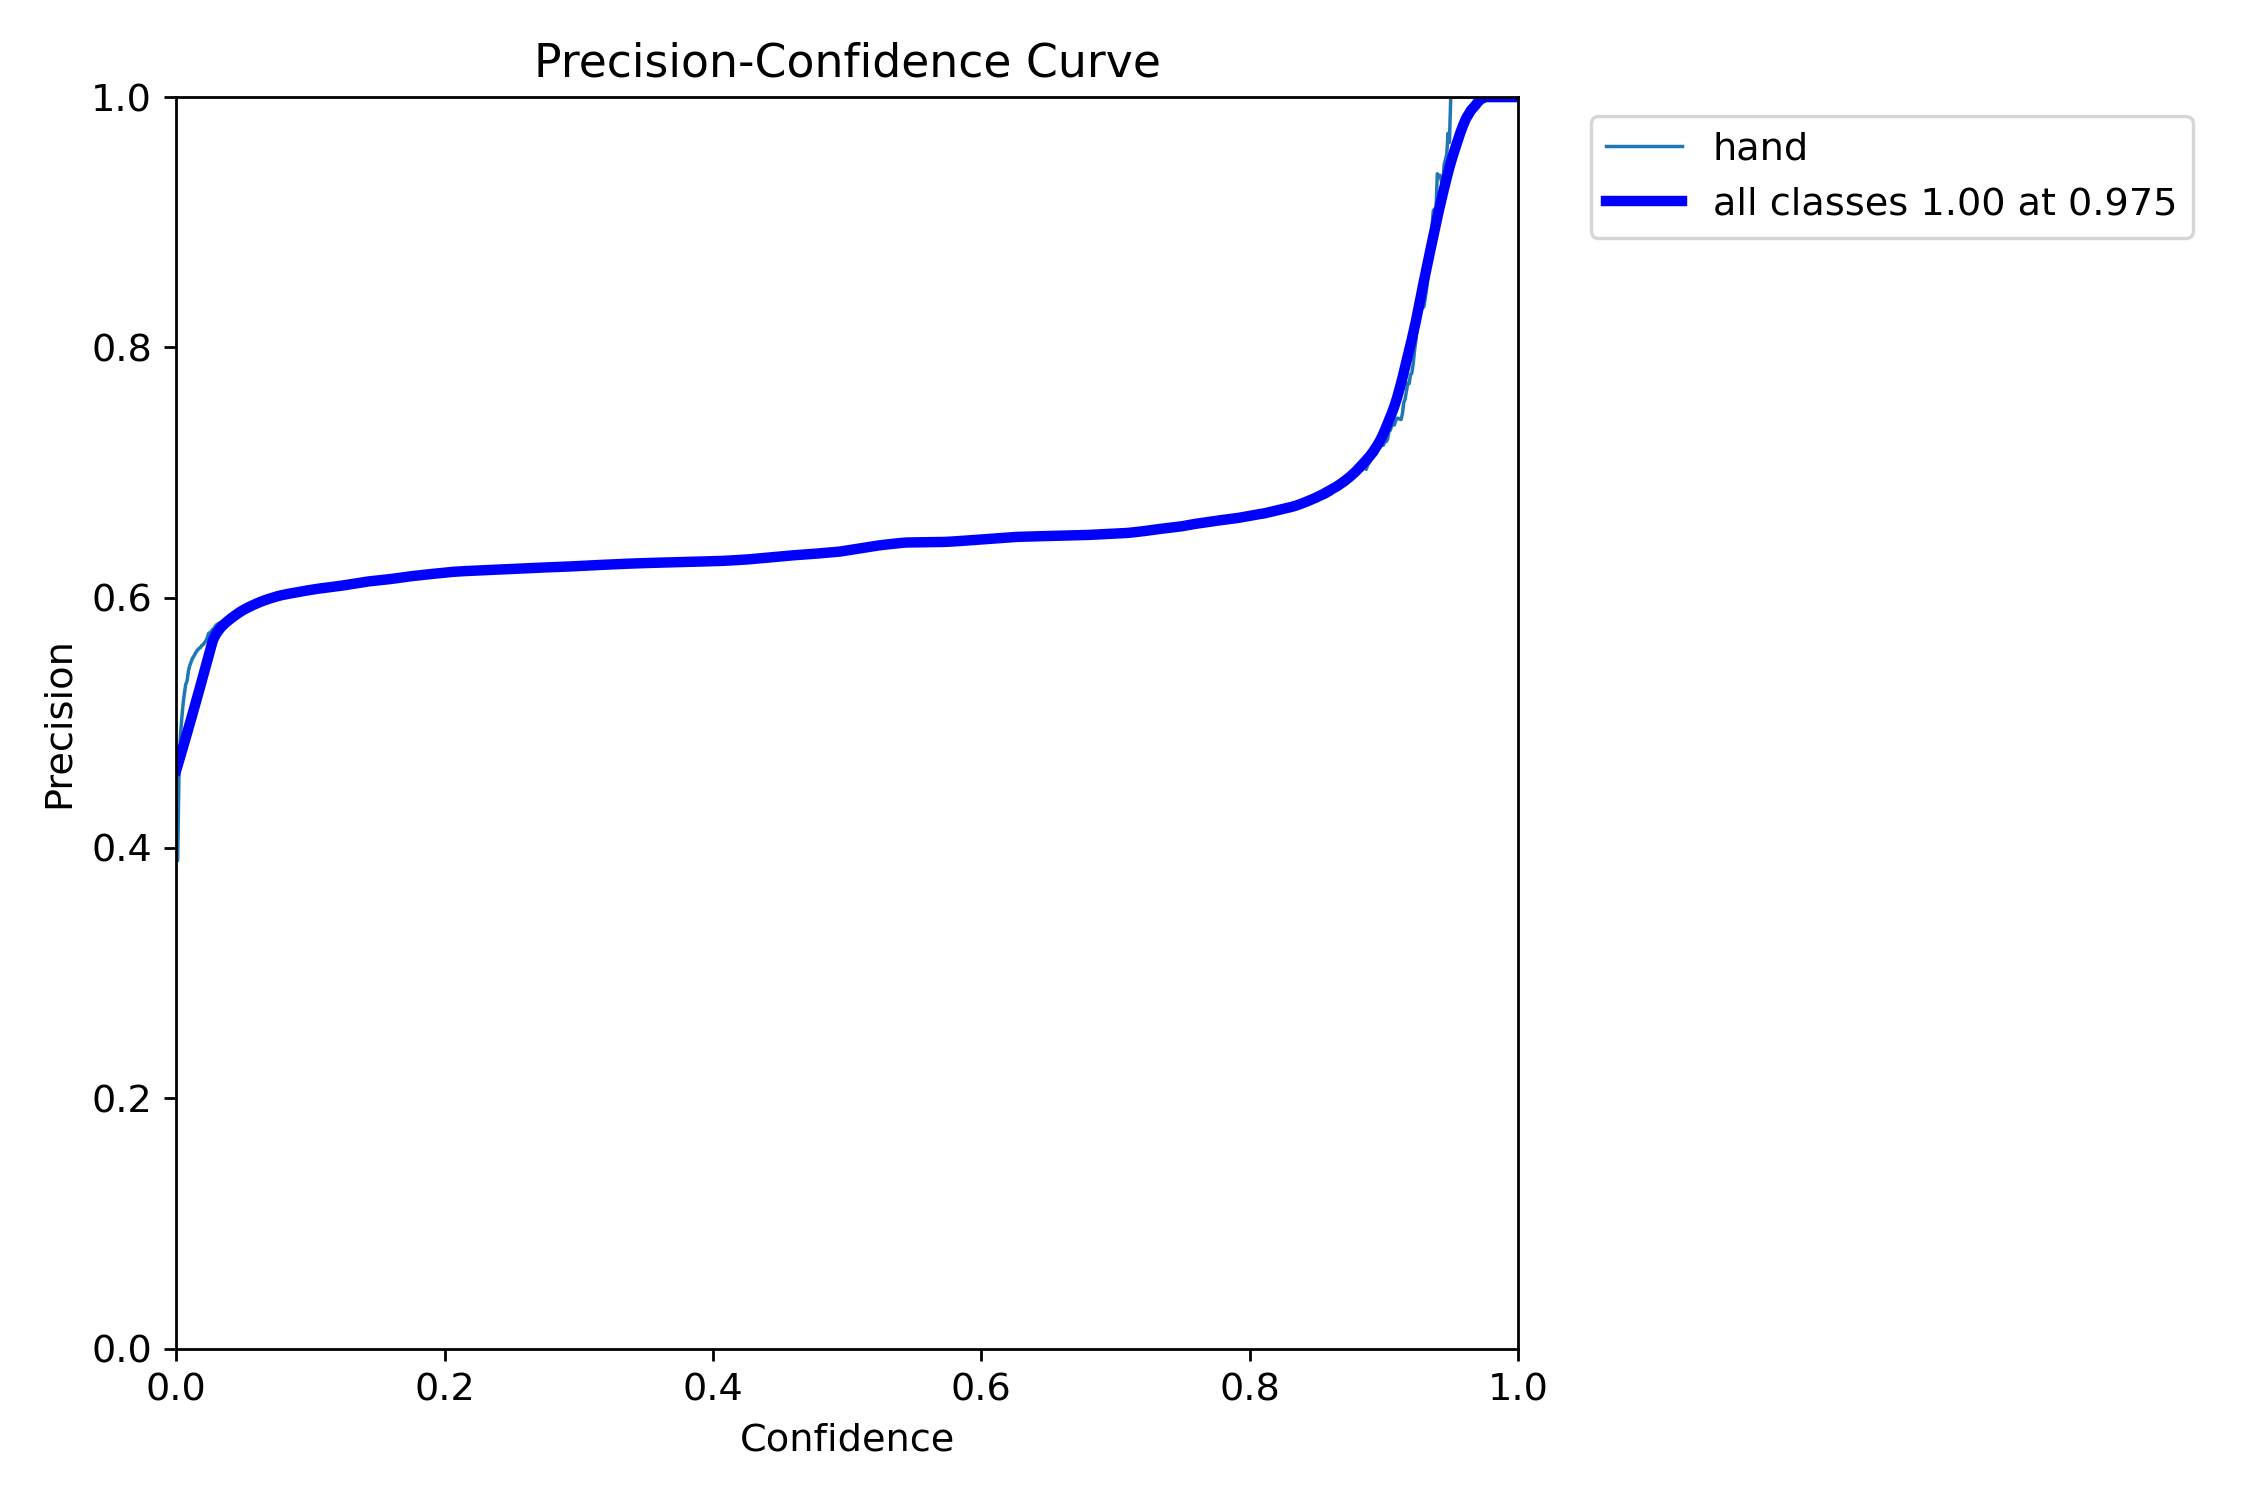 Precision-Confidence Curve
hand
all classes 1.00 at 0.975
1.0
0.8
0.6
0.4
0.2
0.0
Precision
0.0 0.2 0.4 0.6 0.8 1.0
Confidence